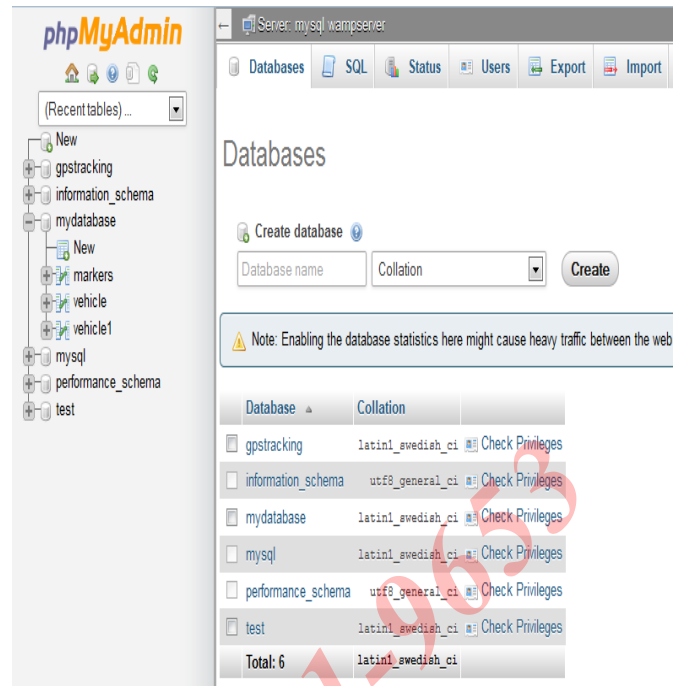 phpMyAdmin
(Recent tables) ...
New
gpstracking
information_schema
mydatabase
New
markers
vehicle
vehicle1
mysql
performance_schema
test
Server: mysql wampserver
Databases SQL Status Users Export Import
Databases
Create database
Database name Collation Create
Note: Enabling the database statistics here might cause heavy traffic between the web
Database Collation
gpstracking latin1_swedish_ci Check Privileges
information_schema utf8_general_ci Check Privileges
mydatabase latin1_swedish_ci Check Privileges
mysql latin1_swedish_ci Check Privileges
performance_schema utf8_general_ci Check Privileges
test latin1_swedish_ci Check Privileges
Total: 6 latin1_swedish_ci
-9653